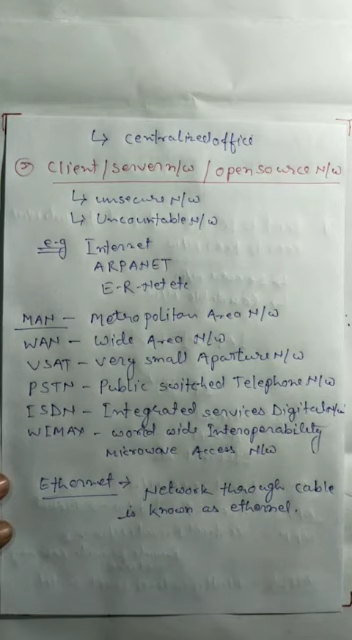 ↳ centralized office
② Client/server n/w / open source N/W
↳ unsecure N/W
↳ Uncountable N/W
e.g Internet
ARPANET
E-R-Net etc
MAN - Metropolitan Area N/W
WAN - Wide Area N/W
VSAT - Very small Aparture N/W
PSTN - Public switched Telephone N/W
ISDN - Integrated services Digital n/w
WIMAX - world wide Interoperability
Microwave Access N/W
Ethernet → Network through cable
is known as ethernet.